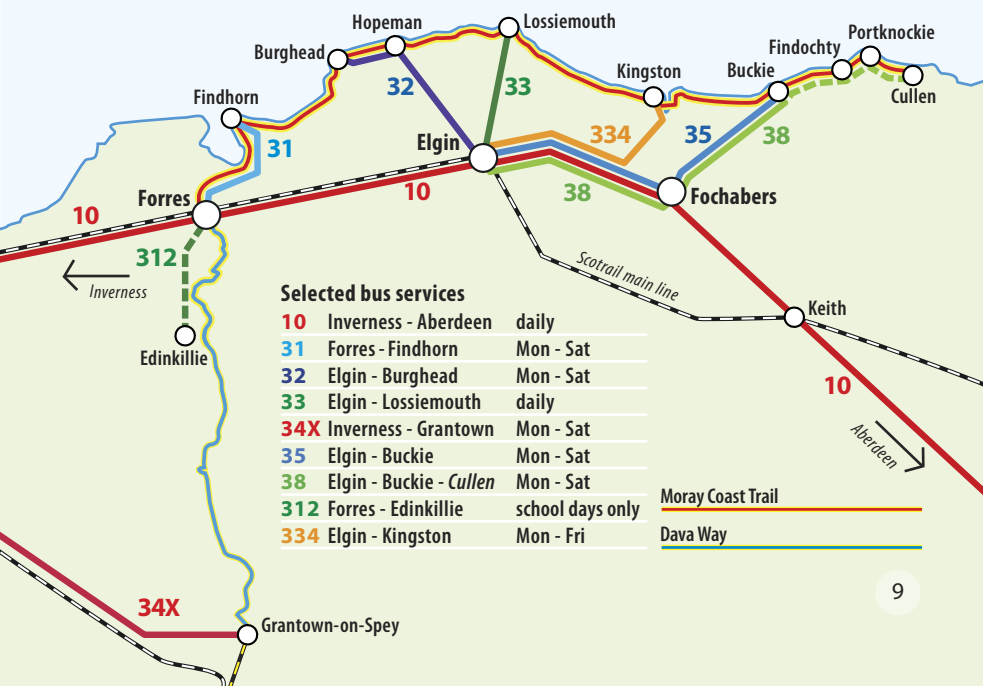 Hopeman
Lossiemouth
Portknockie
Burghead
Findochty
Kingston
Buckie
Cullen
Findhorn
32
33
334
35
38
31
Elgin
Forres
10
10
38
Fochabers
312
Inverness
Scotrail main line
Keith
Edinkillie
10
Aberdeen
Selected bus services
10 Inverness - Aberdeen daily
31 Forres - Findhorn Mon - Sat
32 Elgin - Burghead Mon - Sat
33 Elgin - Lossiemouth daily
34X Inverness - Grantown Mon - Sat
35 Elgin - Buckie Mon - Sat
38 Elgin - Buckie - Cullen Mon - Sat
312 Forres - Edinkillie school days only
334 Elgin - Kingston Mon - Fri
Moray Coast Trail
Dava Way
9
34X
Grantown-on-Spey